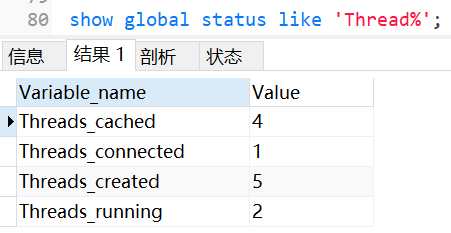 80 show global status like 'Thread%';
信息 结果 1 剖析 状态
Variable_name Value
Threads_cached 4
Threads_connected 1
Threads_created 5
Threads_running 2